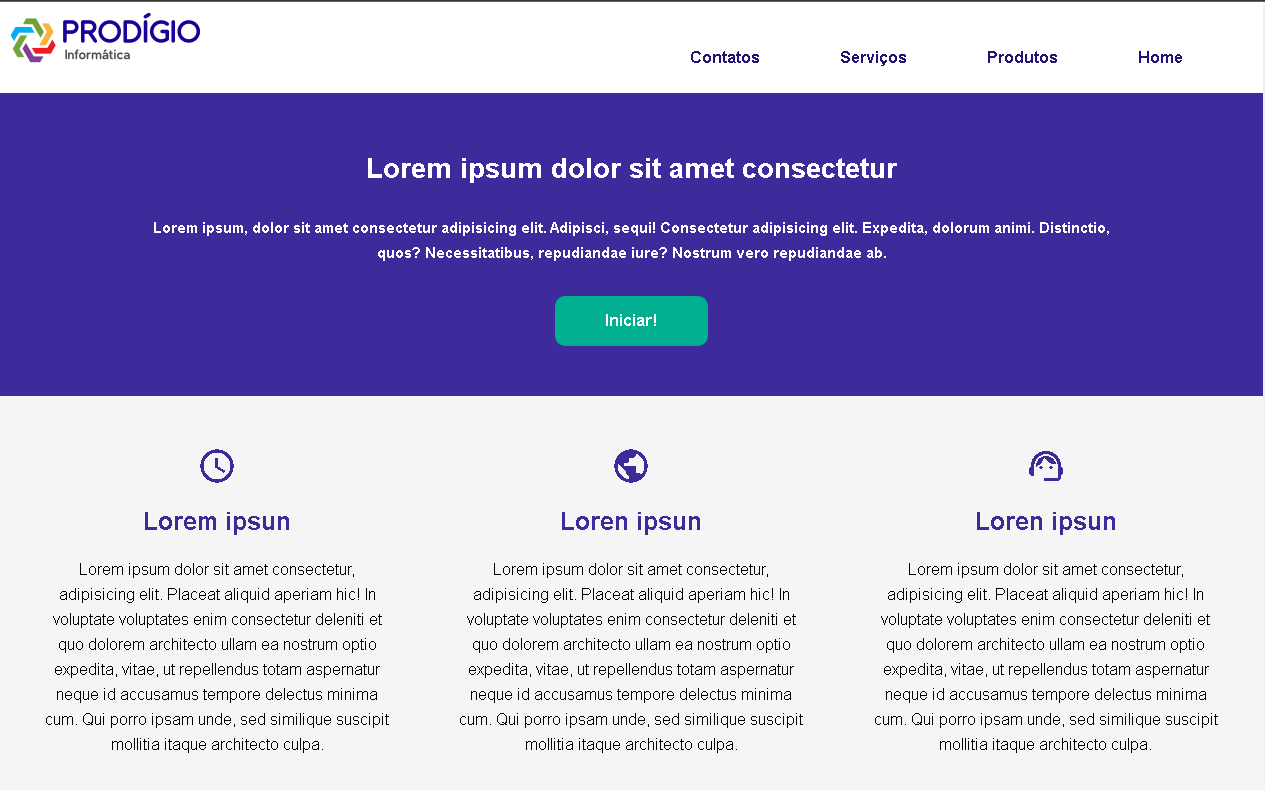 PRODÍGIO
Informática
Contatos Serviços Produtos Home
Lorem ipsum dolor sit amet consectetur
Lorem ipsum, dolor sit amet consectetur adipisicing elit. Adipisci, sequi! Consectetur adipisicing elit. Expedita, dolorum animi. Distinctio,
quos? Necessitatibus, repudiandae iure? Nostrum vero repudiandae ab.
Iniciar!
Lorem ipsun
Lorem ipsum dolor sit amet consectetur,
adipisicing elit. Placeat aliquid aperiam hic! In
voluptate voluptates enim consectetur deleniti et
quo dolorem architecto ullam ea nostrum optio
expedita, vitae, ut repellendus totam aspernatur
neque id accusamus tempore delectus minima
cum. Qui porro ipsam unde, sed similique suscipit
mollitia itaque architecto culpa.
Loren ipsun
Lorem ipsum dolor sit amet consectetur,
adipisicing elit. Placeat aliquid aperiam hic! In
voluptate voluptates enim consectetur deleniti et
quo dolorem architecto ullam ea nostrum optio
expedita, vitae, ut repellendus totam aspernatur
neque id accusamus tempore delectus minima
cum. Qui porro ipsam unde, sed similique suscipit
mollitia itaque architecto culpa.
Loren ipsun
Lorem ipsum dolor sit amet consectetur,
adipisicing elit. Placeat aliquid aperiam hic! In
voluptate voluptates enim consectetur deleniti et
quo dolorem architecto ullam ea nostrum optio
expedita, vitae, ut repellendus totam aspernatur
neque id accusamus tempore delectus minima
cum. Qui porro ipsam unde, sed similique suscipit
mollitia itaque architecto culpa.